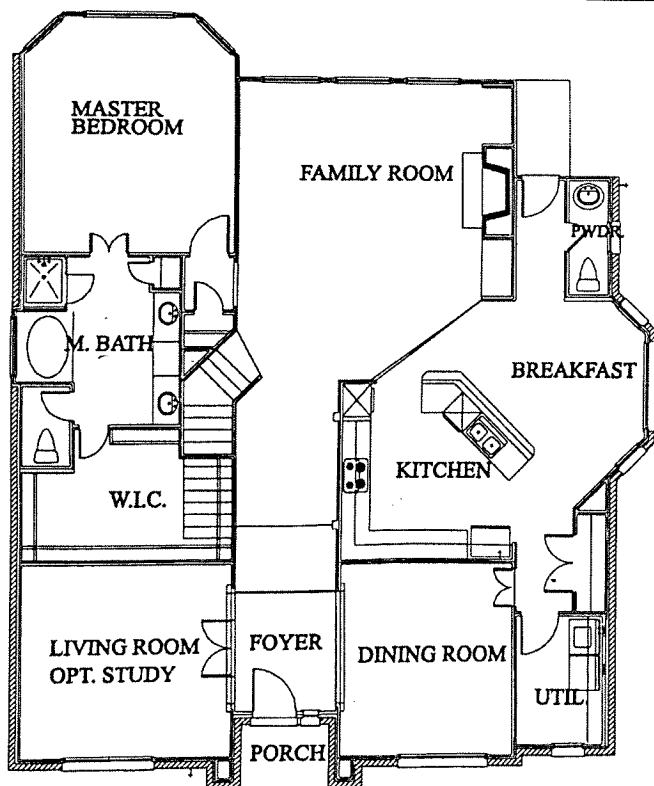 MASTER
BEDROOM
FAMILY ROOM
PWDR.
M. BATH
BREAKFAST
KITCHEN
W.I.C.
LIVING ROOM
OPT. STUDY
FOYER
DINING ROOM
UTIL.
PORCH